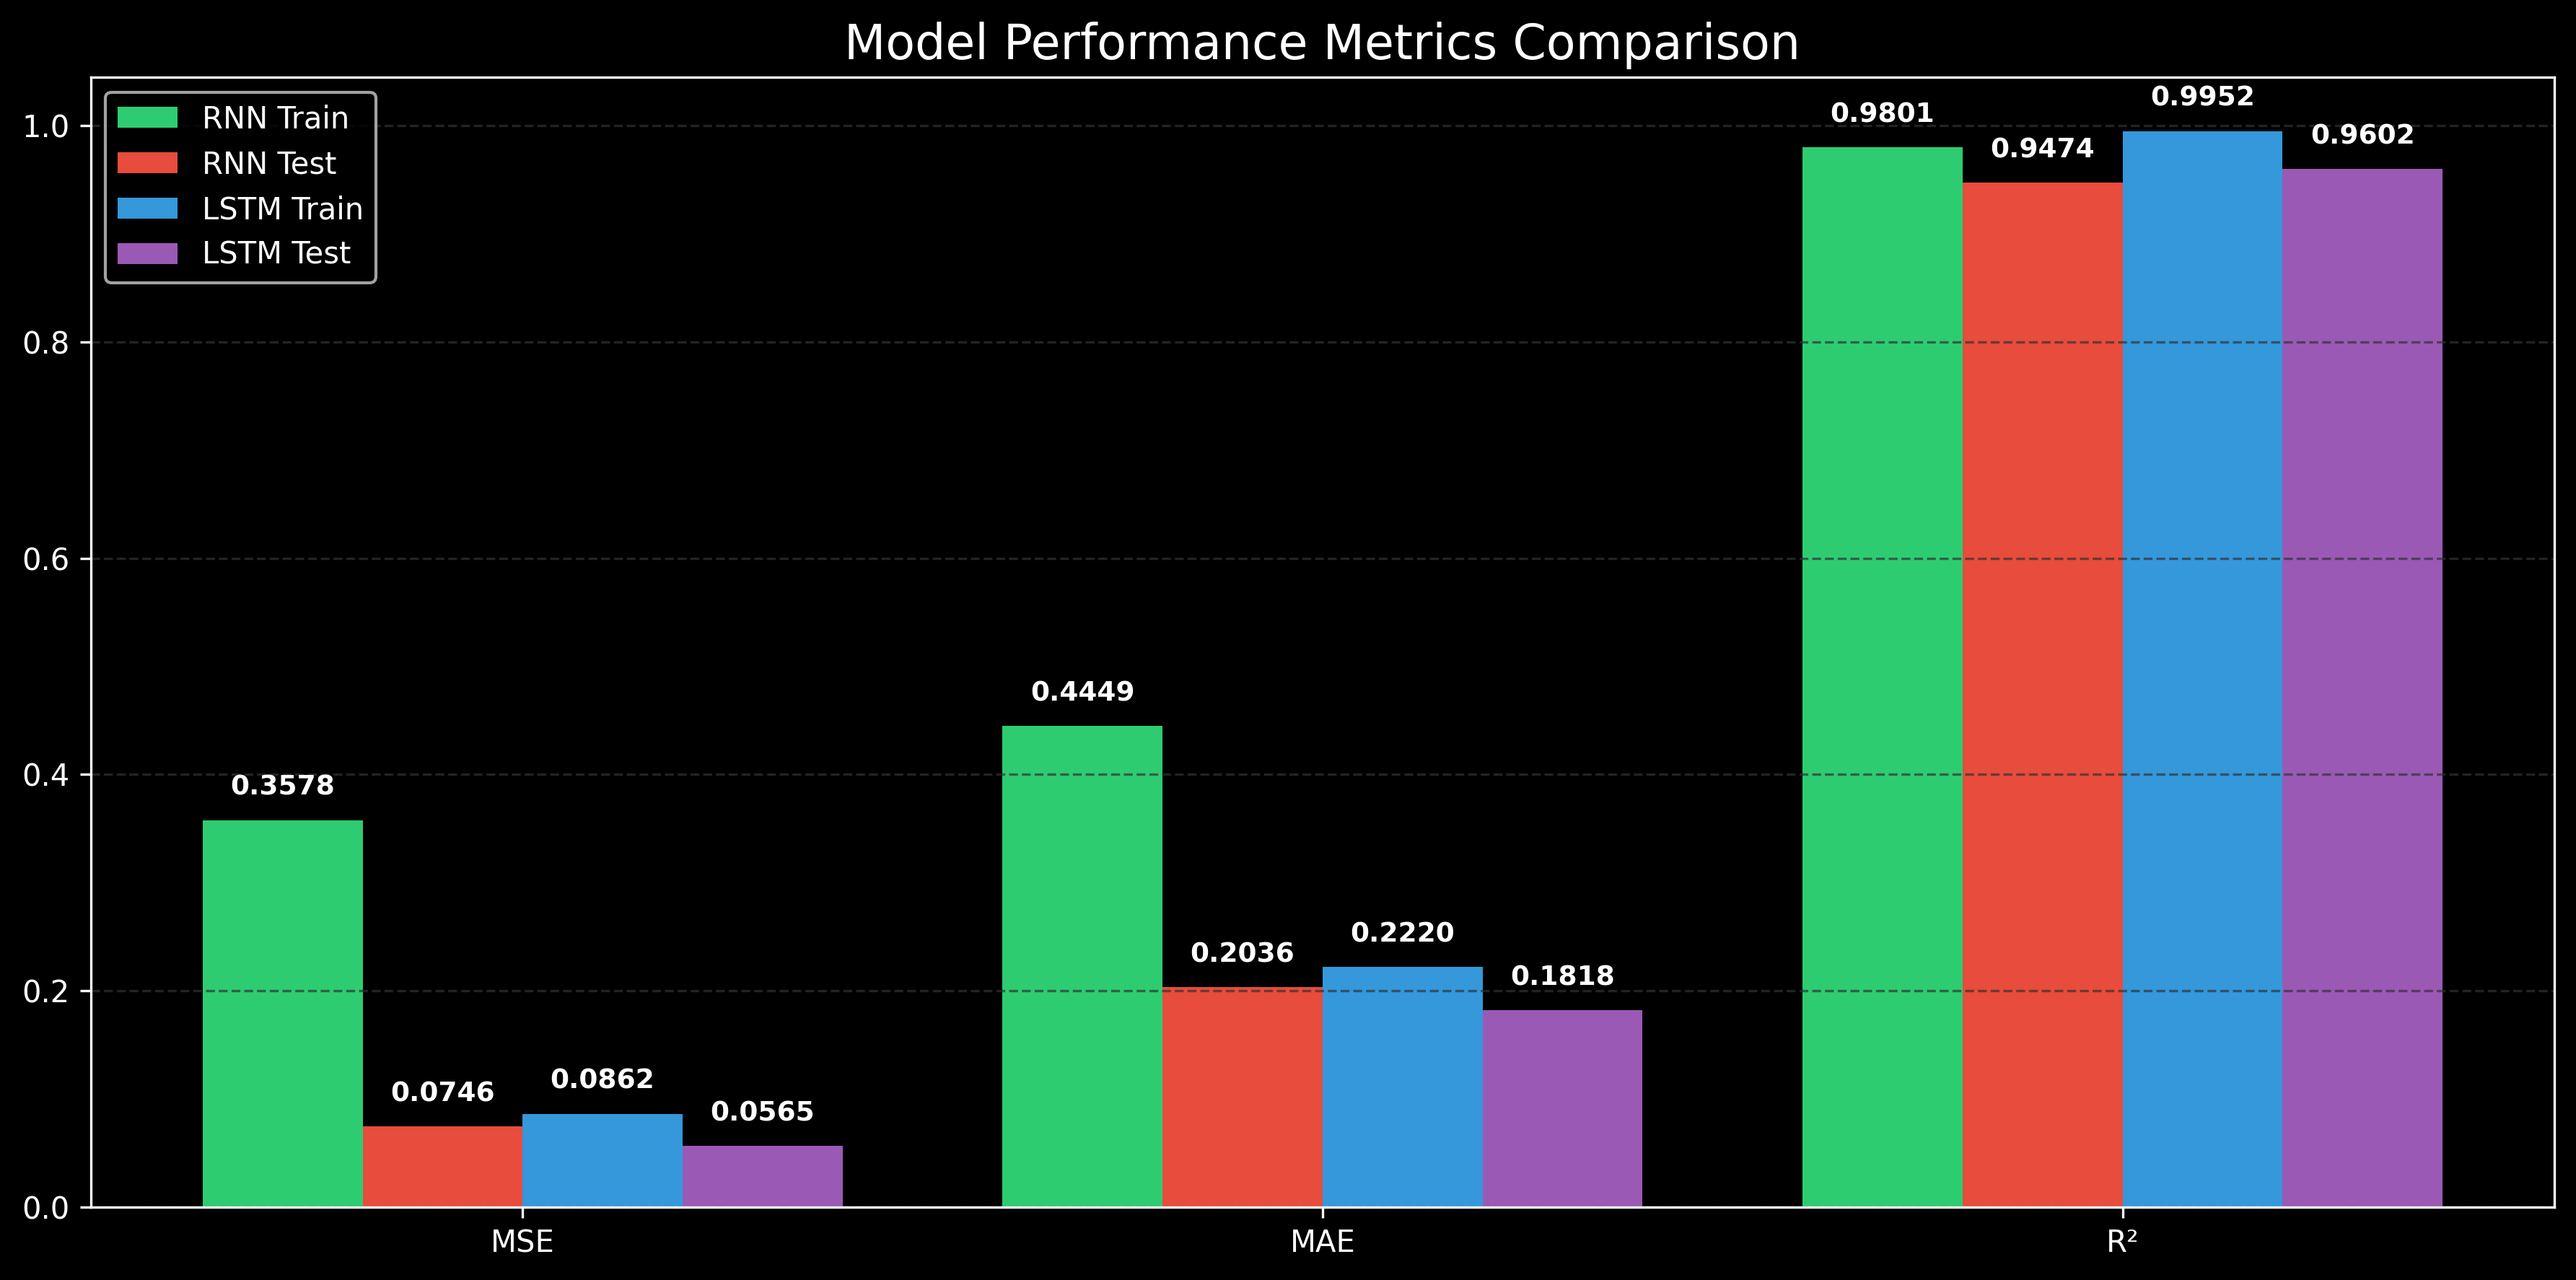 Model Performance Metrics Comparison
RNN Train
RNN Test
LSTM Train
LSTM Test
1.0
0.8
0.6
0.4
0.2
0.0
0.3578
0.0746
0.0862
0.0565
0.4449
0.2036
0.2220
0.1818
0.9801
0.9474
0.9952
0.9602
MSE
MAE
R²